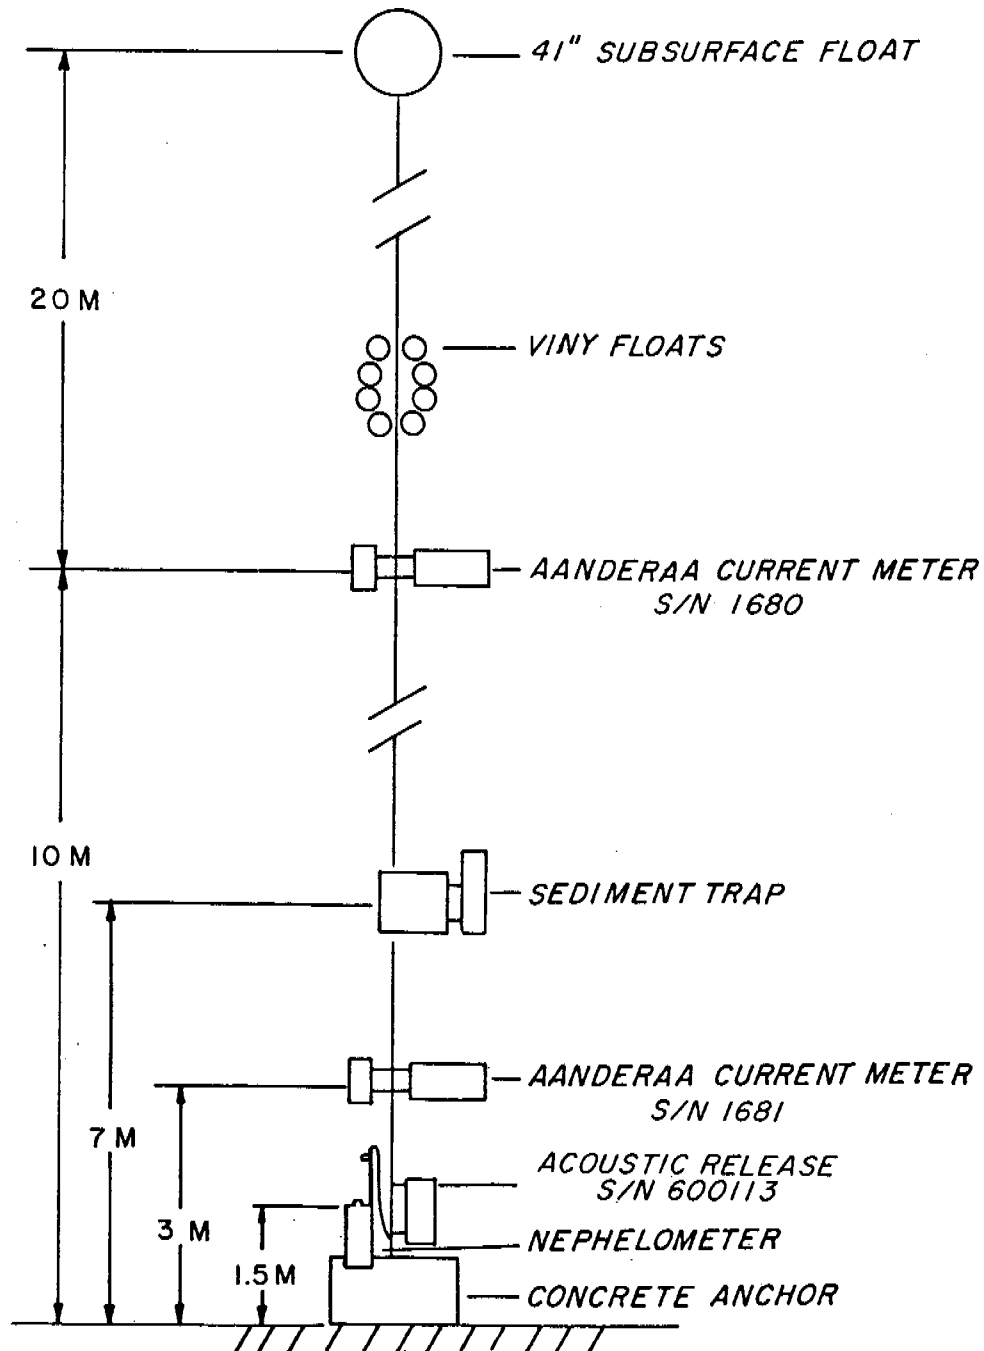 41" SUBSURFACE FLOAT
20 M
VINY FLOATS
AANDERAA CURRENT METER
S/N 1680
10 M
SEDIMENT TRAP
AANDERAA CURRENT METER
S/N 1681
7 M
ACOUSTIC RELEASE
S/N 600113
3 M
NEPHELOMETER
1.5 M
CONCRETE ANCHOR